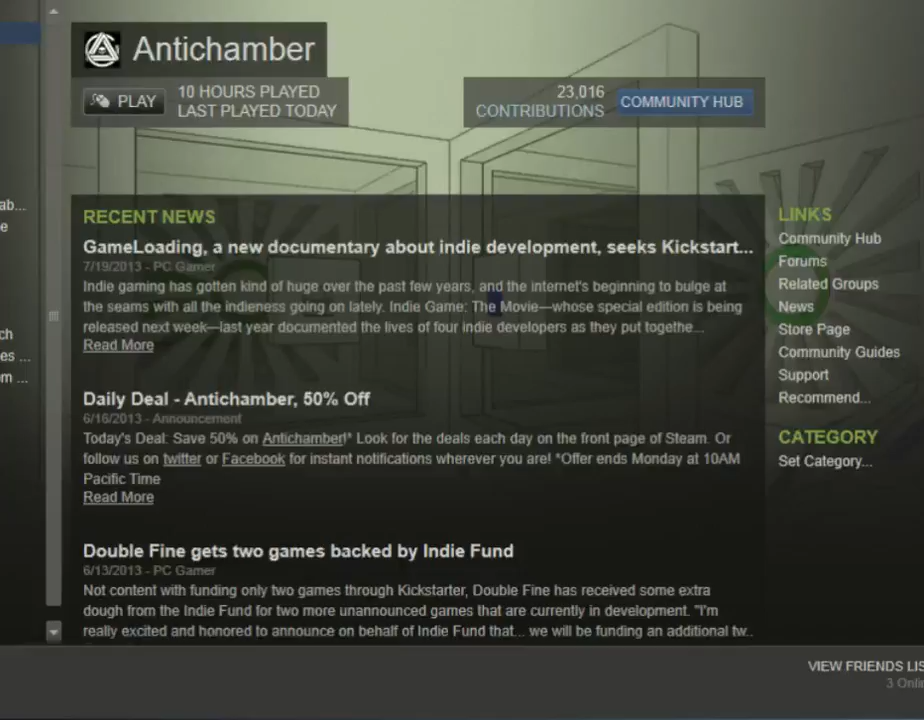 Antichamber
PLAY
10 HOURS PLAYED
LAST PLAYED TODAY
23,016
CONTRIBUTIONS
COMMUNITY HUB
ab...
e
ch
es ...
m ...
RECENT NEWS
GameLoading, a new documentary about indie development, seeks Kickstart...
7/19/2013 - PC Gamer
Indie gaming has gotten kind of huge over the past few years, and the internet's beginning to bulge at
the seams with all the indieness going on lately. Indie Game: The Movie—whose special edition is being
released next week—last year documented the lives of four indie developers as they put togethe...
Read More
Daily Deal - Antichamber, 50% Off
6/16/2013 - Announcement
Today's Deal: Save 50% on Antichamber!* Look for the deals each day on the front page of Steam. Or
follow us on twitter or Facebook for instant notifications wherever you are! *Offer ends Monday at 10AM
Pacific Time
Read More
Double Fine gets two games backed by Indie Fund
6/13/2013 - PC Gamer
Not content with funding only two games through Kickstarter, Double Fine has received some extra
dough from the Indie Fund for two more unannounced games that are currently in development. "I'm
really excited and honored to announce on behalf of Indie Fund that... we will be funding an additional tw..
LINKS
Community Hub
Forums
Related Groups
News
Store Page
Community Guides
Support
Recommend...
CATEGORY
Set Category...
VIEW FRIENDS LIS
3 Onlin